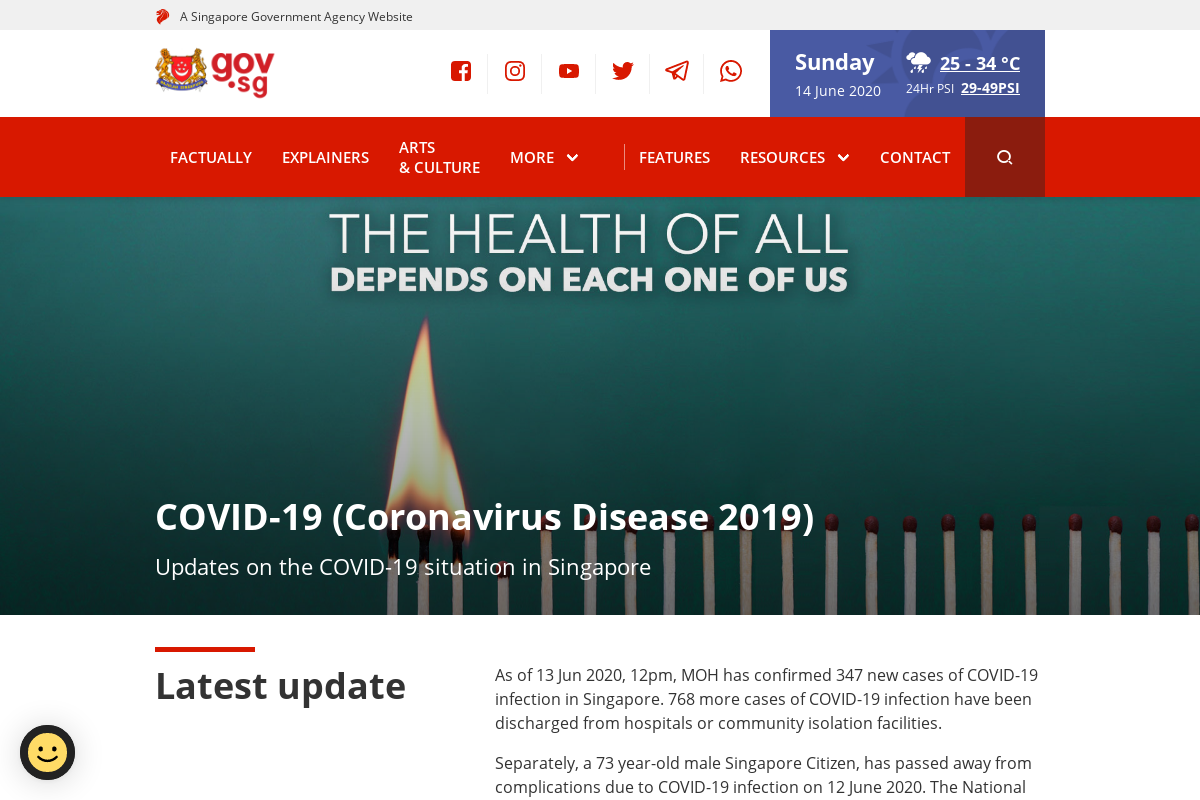 A Singapore Government Agency Website
gov
.sg
Sunday
14 June 2020
25 - 34 °C
24Hr PSI 29-49PSI
FACTUALLY
EXPLAINERS
ARTS
& CULTURE
MORE
FEATURES
RESOURCES
CONTACT
THE HEALTH OF ALL
DEPENDS ON EACH ONE OF US
COVID-19 (Coronavirus Disease 2019)
Updates on the COVID-19 situation in Singapore
Latest update
As of 13 Jun 2020, 12pm, MOH has confirmed 347 new cases of COVID-19
infection in Singapore. 768 more cases of COVID-19 infection have been
discharged from hospitals or community isolation facilities.
Separately, a 73 year-old male Singapore Citizen, has passed away from
complications due to COVID-19 infection on 12 June 2020. The National